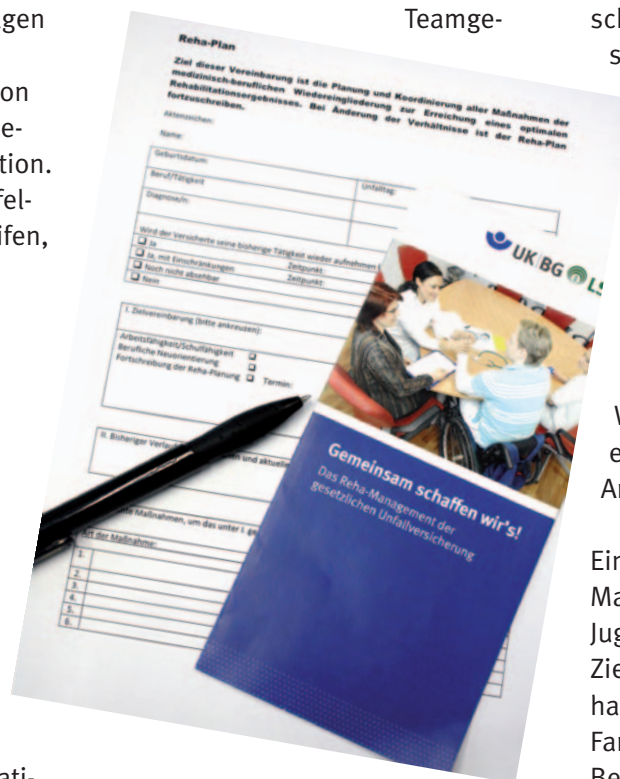 gen
on
e-
tion.
fel-
ifen,
ati-
Teamge-
sch
s
Reha-Plan
Ziel dieser Vereinbarung ist die Planung und Koordinierung aller Maßnahmen der
medizinisch-beruflichen Wiedereingliederung zur Erreichung eines optimalen
Rehabilitationsergebnisses. Bei Änderung der Verhältnisse ist der Reha-Plan
fortzuschreiben.
Aktenzeichen:
Name:
Geburtsdatum:
Unfalltag:
Beruf/Tätigkeit
Diagnose/n:
Wird der Versicherte seine bisherige Tätigkeit wieder aufnehmen
Ja
Ja, mit Einschränkungen Zeitpunkt:
Noch nicht absehbar Zeitpunkt:
Nein
I. Zielvereinbarung (bitte ankreuzen):
Arbeitsfähigkeit/Schulfähigkeit
Berufliche Neuorientierung
Fortschreibung der Reha-Planung Termin:
II. Bisheriger Verlauf und aktuelle
Maßnahmen, um das unter I. ge
Art der Maßnahme:
1.
2.
3.
4.
5.
6.
UK BG LS
Gemeinsam schaffen wir's!
Das Reha-Management der
gesetzlichen Unfallversicherung
W
e
Ar
Ein
Ma
Jug
Zie
ha
Far
Be